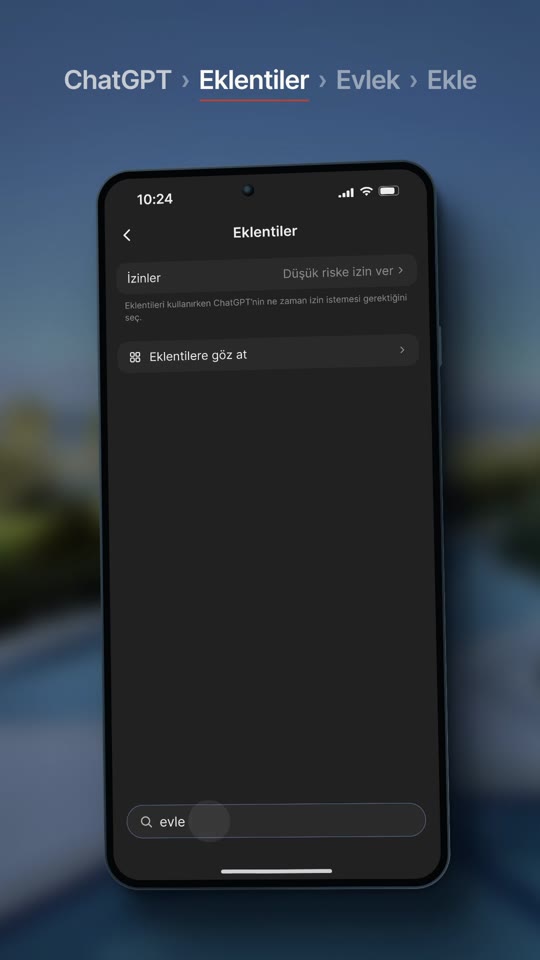 ChatGPT › Eklentiler › Evlek › Ekle
10:24
Eklentiler
İzinler Düşük riske izin ver
Eklentileri kullanırken ChatGPT'nin ne zaman izin istemesi gerektiğini
seç.
Eklentilere göz at
evle